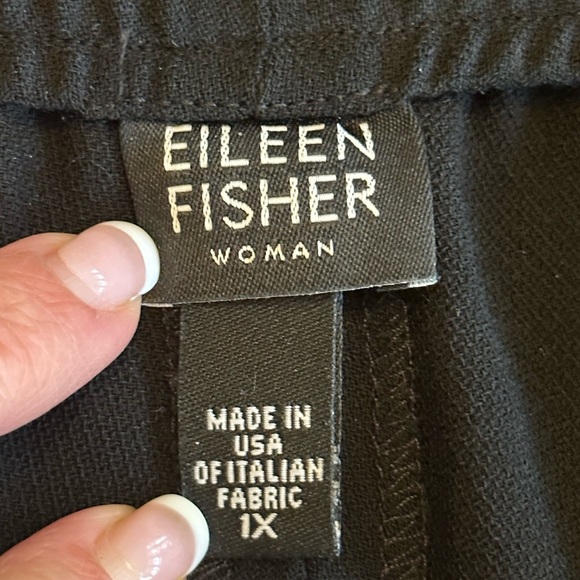 EILEEN
FISHER
WOMAN
MADE IN
USA
OF ITALIAN
FABRIC
1X